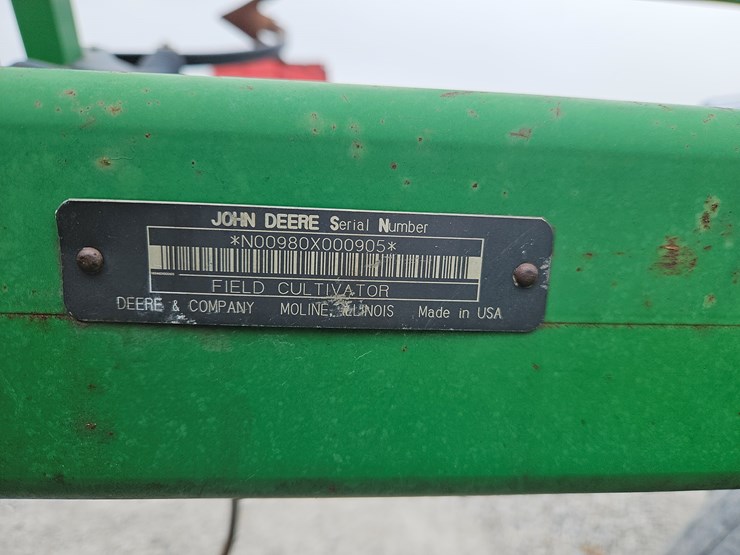 JOHN DEERE Serial Number
*N00980X000905*
FIELD CULTIVATOR
DEERE & COMPANY MOLINE, ILLINOIS Made in USA